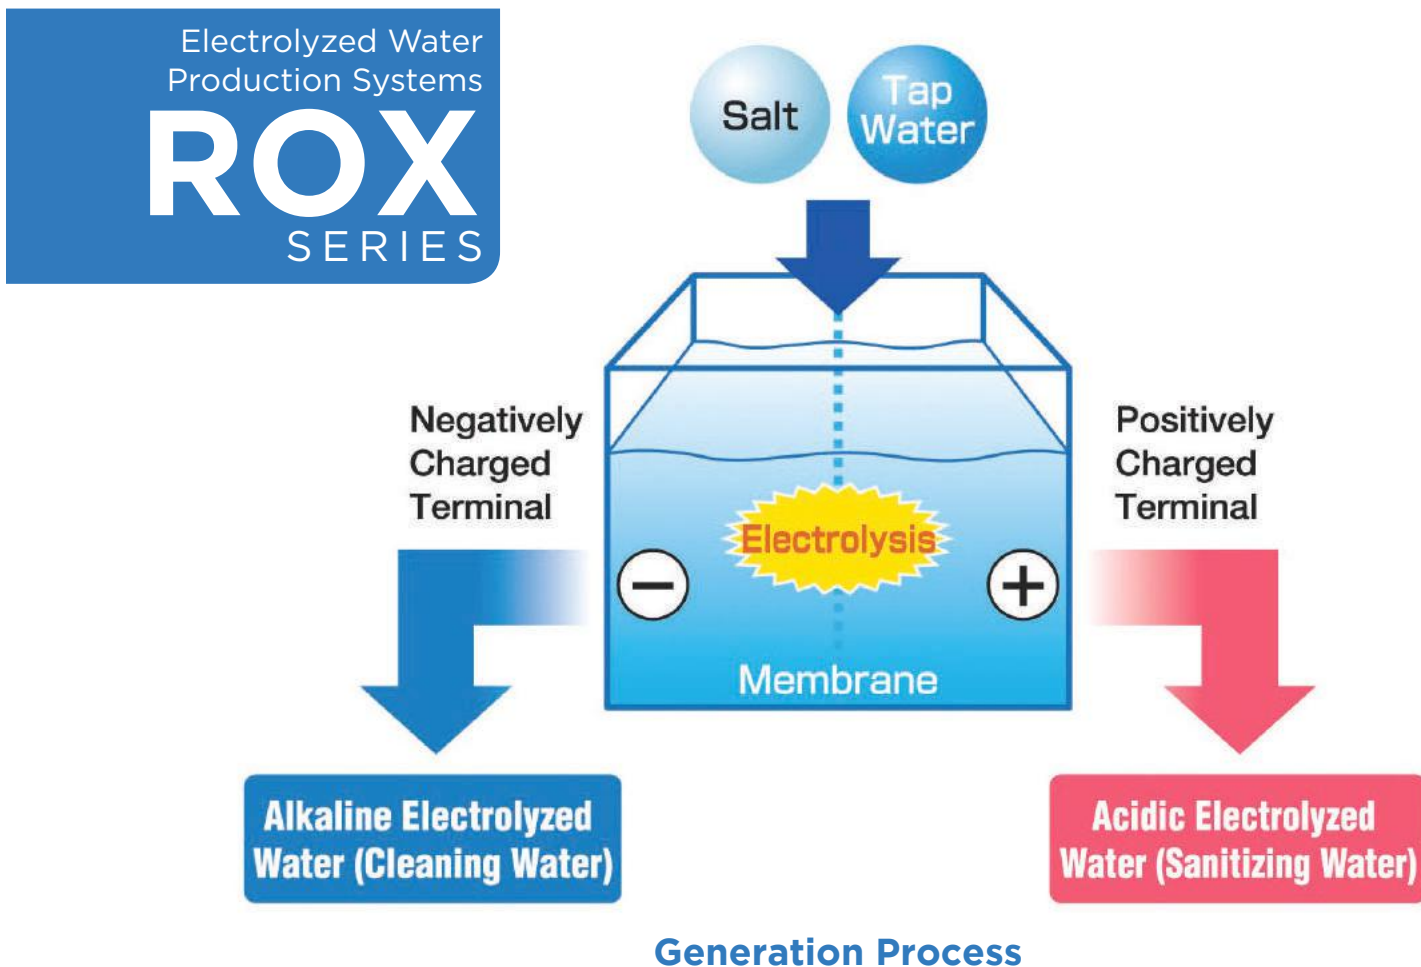 Electrolyzed Water
Production Systems
ROX
SERIES
Salt
Tap
Water
Negatively
Charged
Terminal
Positively
Charged
Terminal
Electrolysis
−
+
Membrane
Alkaline Electrolyzed
Water (Cleaning Water)
Acidic Electrolyzed
Water (Sanitizing Water)
Generation Process